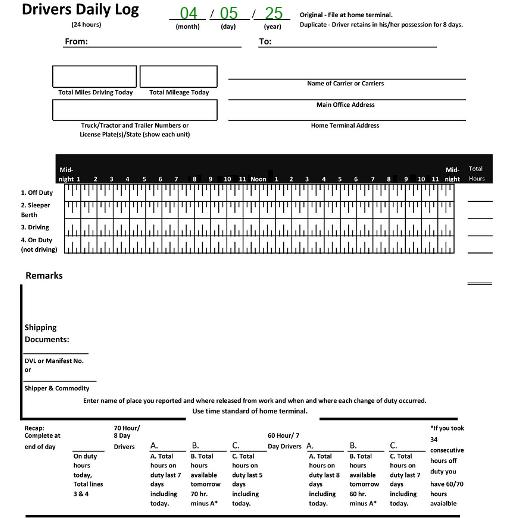 Drivers Daily Log
(24 hours)
04 / 05 / 25
(month) (day) (year)
Original - File at home terminal.
Duplicate - Driver retains in his/her possession for 8 days.
From: To:
Total Miles Driving Today Total Mileage Today
Name of Carrier or Carriers
Main Office Address
Truck/Tractor and Trailer Numbers or
License Plate(s)/State (show each unit)
Home Terminal Address
Mid-night 1 2 3 4 5 6 7 8 9 10 11 Noon 1 2 3 4 5 6 7 8 9 10 11 Mid-night Total Hours
1. Off Duty
2. Sleeper
Berth
3. Driving
4. On Duty
(not driving)
Remarks
Shipping
Documents:
DVL or Manifest No.
or
Shipper & Commodity
Enter name of place you reported and where released from work and when and where each change of duty occurred.
Use time standard of home terminal.
Recap:
Complete at
end of day
On duty
hours
today,
Total lines
3 & 4
70 Hour/
8 Day
Drivers
A.
A. Total
hours on
duty last 7
days
including
today.
B.
B. Total
hours
available
tomorrow
70 hr.
minus A*
C.
C. Total
hours on
duty last 5
days
including
today.
60 Hour/ 7
Day Drivers
A.
A. Total
hours on
duty last 8
days
including
today.
B.
B. Total
hours
available
tomorrow
60 hr.
minus A*
C.
C. Total
hours on
duty last 7
days
including
today.
*If you took
34
consecutive
hours off
duty you
have 60/70
hours
avaialble